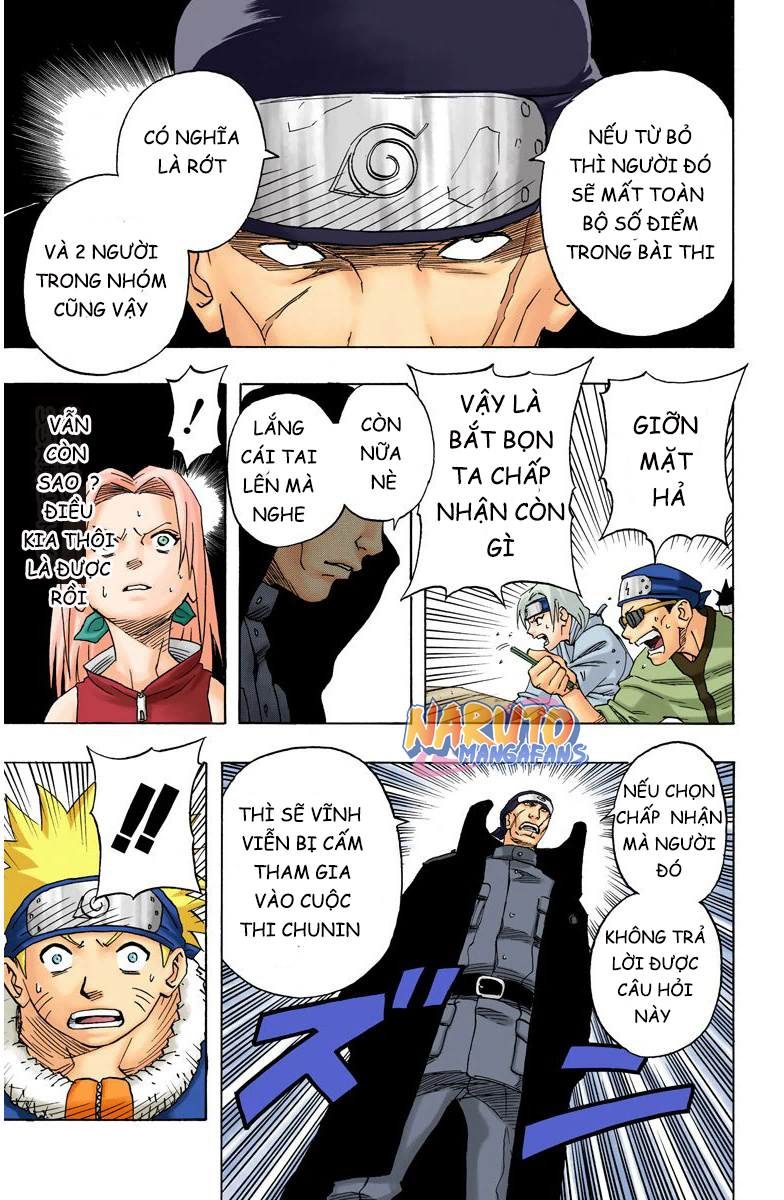 NẾU TỪ BỎ
THÌ NGƯỜI ĐÓ
SẼ MẤT TOÀN
BỘ SỐ ĐIỂM
TRONG BÀI THI
CÓ NGHĨA
LÀ RỚT
VÀ 2 NGƯỜI
TRONG NHÓM
CŨNG VẬY
GIỠN
MẶT
HẢ
VẬY LÀ
BẮT BỌN
TA CHẤP
NHẬN CÒN
GÌ
CÒN
NỮA
NÈ
LẮNG
CÁI TAI
LÊN MÀ
NGHE
!
VẪN
CÒN
SAO ?
ĐIỀU
KIA THÔI
LÀ ĐƯỢC
RỒI
NARUTO
MANGAFANS
NẾU CHỌN
CHẤP NHẬN
MÀ NGƯỜI
ĐÓ
KHÔNG TRẢ
LỜI ĐƯỢC
CÂU HỎI
NÀY
THÌ SẼ VĨNH
VIỄN BỊ CẤM
THAM GIA
VÀO CUỘC
THI CHUNIN
ズズ
!!